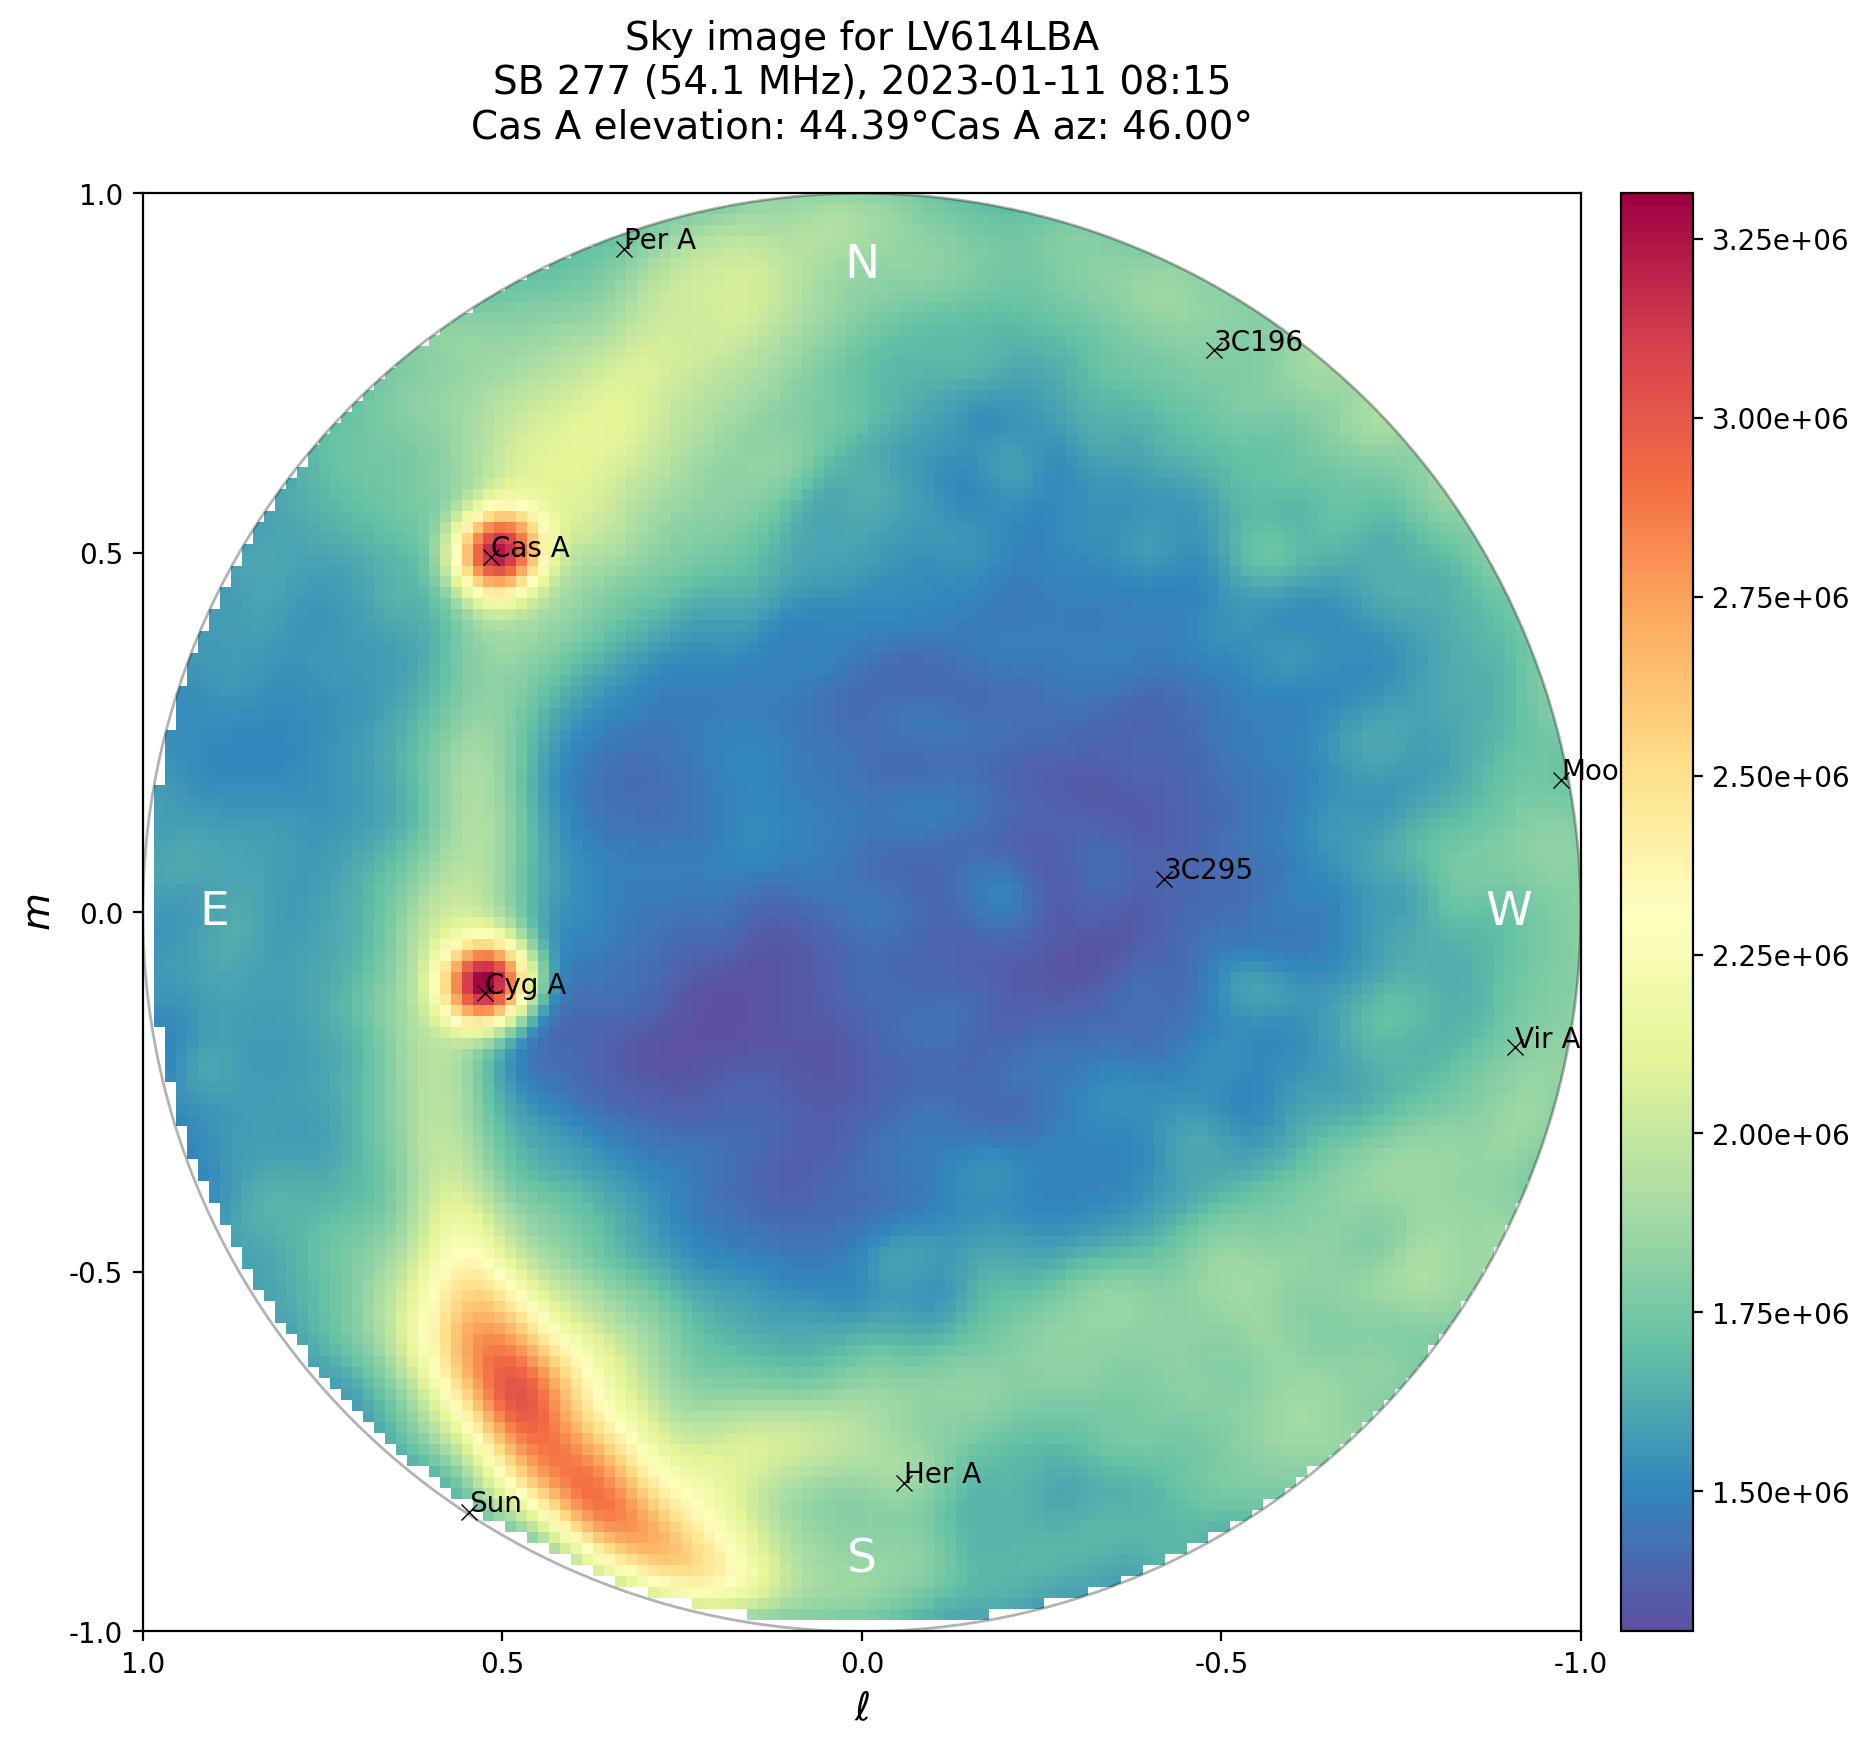 Sky image for LV614LBA
SB 277 (54.1 MHz), 2023-01-11 08:15
Cas A elevation: 44.39°Cas A az: 46.00°
1.0
0.5
0.0
-0.5
-1.0
m
Per A
N
3C196
Cas A
Moo
3C295
E
W
Cyg A
Vir A
Her A
Sun
S
1.0
0.5
0.0
-0.5
-1.0
ℓ
3.25e+06
3.00e+06
2.75e+06
2.50e+06
2.25e+06
2.00e+06
1.75e+06
1.50e+06